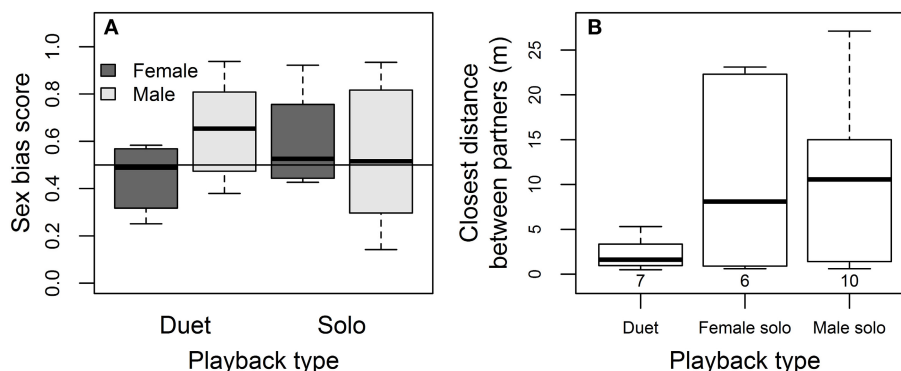 A
Sex bias score
0.0
0.2
0.4
0.6
0.8
1.0
Female
Male
Duet
Solo
Playback type
B
Closest distance
between partners (m)
0
5
10
15
20
25
7
6
10
Duet
Female solo
Male solo
Playback type